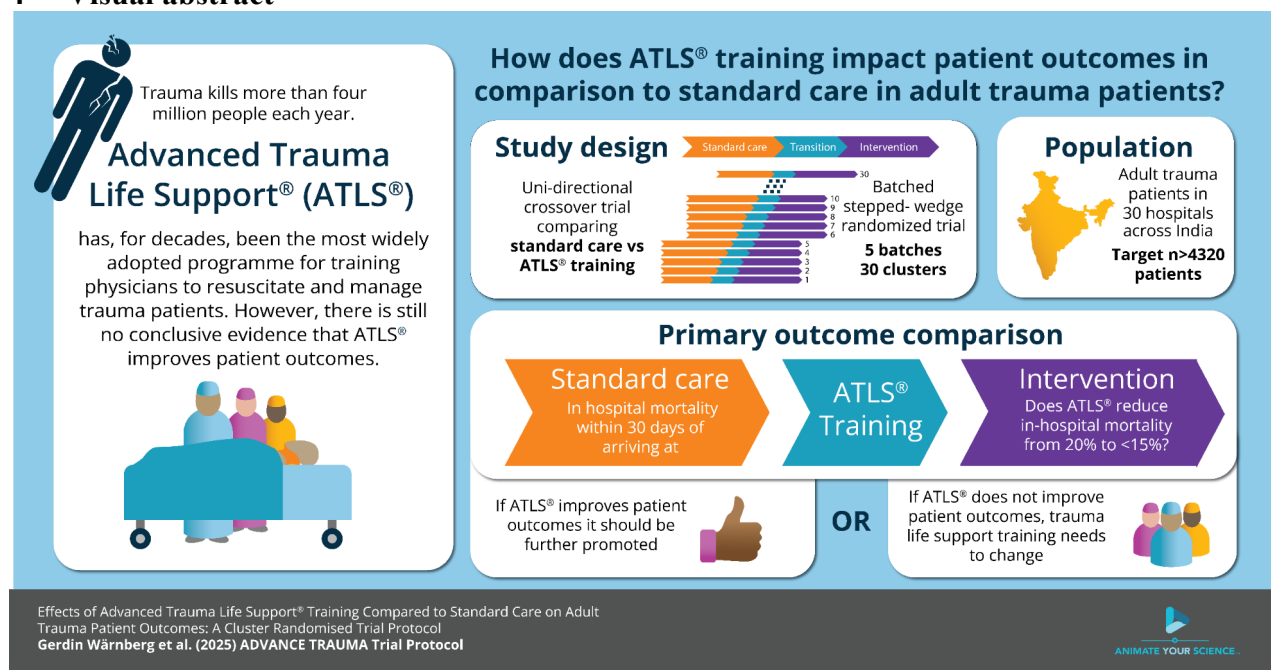 Visual abstract
Trauma kills more than four
million people each year.
Advanced Trauma
Life Support® (ATLS®)
has, for decades, been the most widely
adopted programme for training
physicians to resuscitate and manage
trauma patients. However, there is still
no conclusive evidence that ATLS®
improves patient outcomes.
How does ATLS® training impact patient outcomes in
comparison to standard care in adult trauma patients?
Study design
Standard care
Transition
Intervention
Uni-directional
crossover trial
comparing
standard care vs
ATLS® training
30
10
9
8
7
6
5
4
3
2
1
Batched
stepped- wedge
randomized trial
5 batches
30 clusters
Population
Adult trauma
patients in
30 hospitals
across India
Target n>4320
patients
Primary outcome comparison
Standard care
In hospital mortality
within 30 days of
arriving at
ATLS®
Training
Intervention
Does ATLS® reduce
in-hospital mortality
from 20% to <15%?
If ATLS® improves patient
outcomes it should be
further promoted
OR
If ATLS® does not improve
patient outcomes, trauma
life support training needs
to change
Effects of Advanced Trauma Life Support® Training Compared to Standard Care on Adult
Trauma Patient Outcomes: A Cluster Randomised Trial Protocol
Gerdin Wärnberg et al. (2025) ADVANCE TRAUMA Trial Protocol
ANIMATE YOUR SCIENCE.